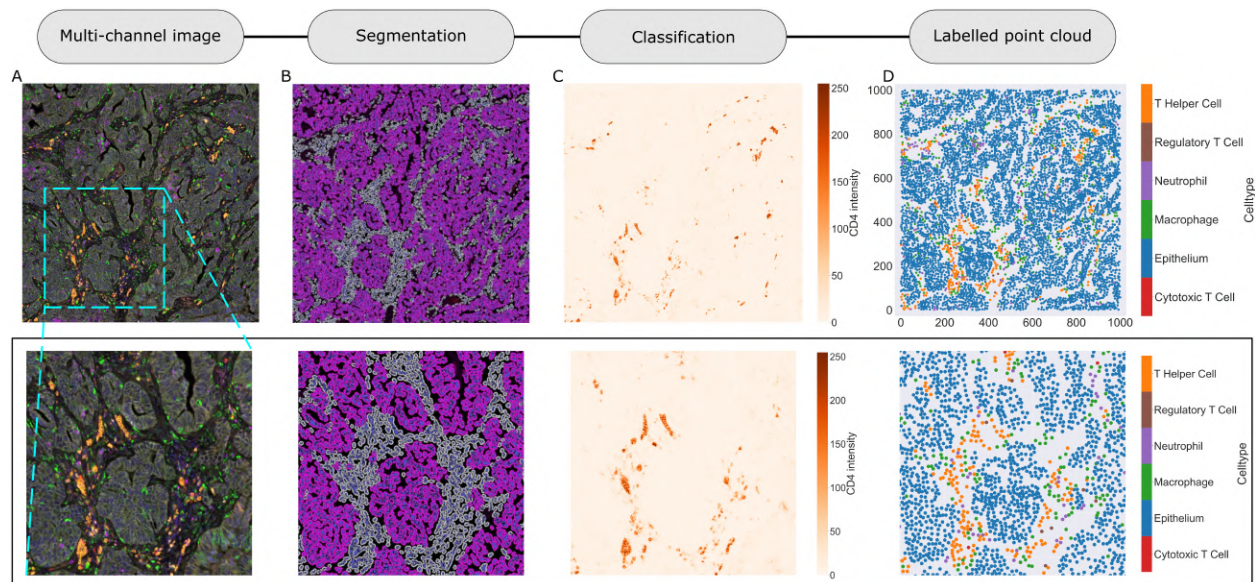 Multi-channel image
Segmentation
Classification
Labelled point cloud
A
B
C
D
250
200
150
100
50
0
CD4 intensity
1000
800
600
400
200
0
0
200
400
600
800
1000
T Helper Cell
Regulatory T Cell
Neutrophil
Macrophage
Epithelium
Cytotoxic T Cell
Celltype
250
200
150
100
50
0
CD4 intensity
T Helper Cell
Regulatory T Cell
Neutrophil
Macrophage
Epithelium
Cytotoxic T Cell
Celltype